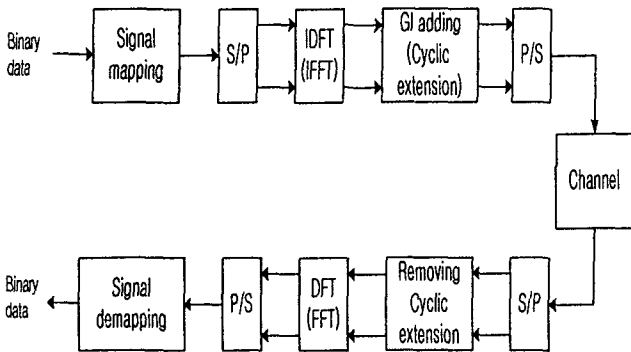 Binary
data
Signal
mapping
S/P
IDFT
(IFFT)
GI adding
(Cyclic
extension)
P/S
Channel
Binary
data
Signal
demapping
P/S
DFT
(FFT)
Removing
Cyclic
extension
S/P